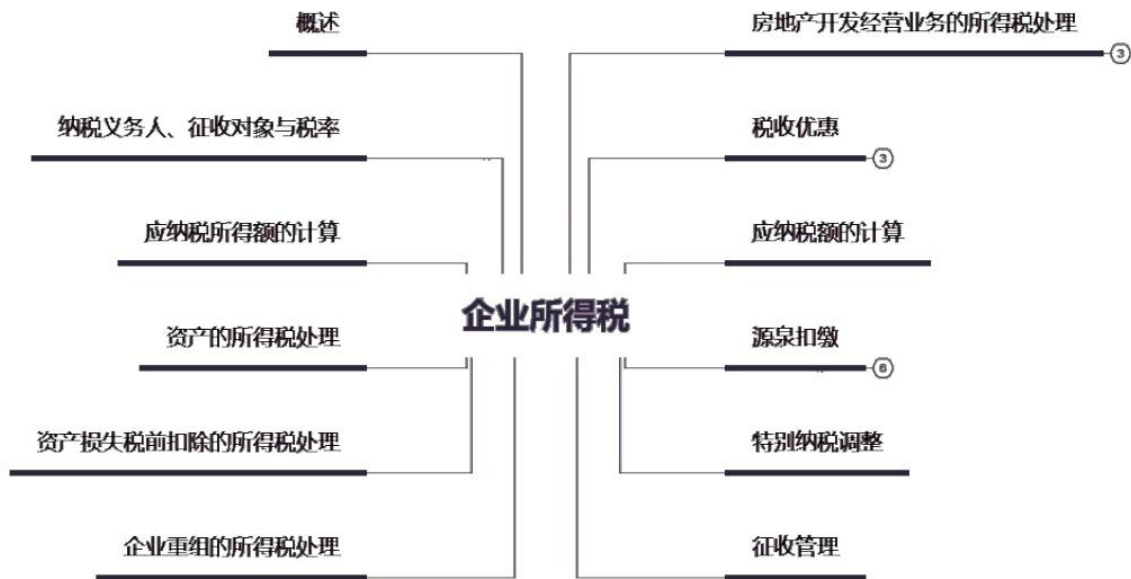 概述
纳税义务人、征收对象与税率
应纳税所得额的计算
资产的所得税处理
资产损失税前扣除的所得税处理
企业重组的所得税处理
企业所得税
房地产开发经营业务的所得税处理 3
税收优惠 3
应纳税额的计算
源泉扣缴 6
特别纳税调整
征收管理